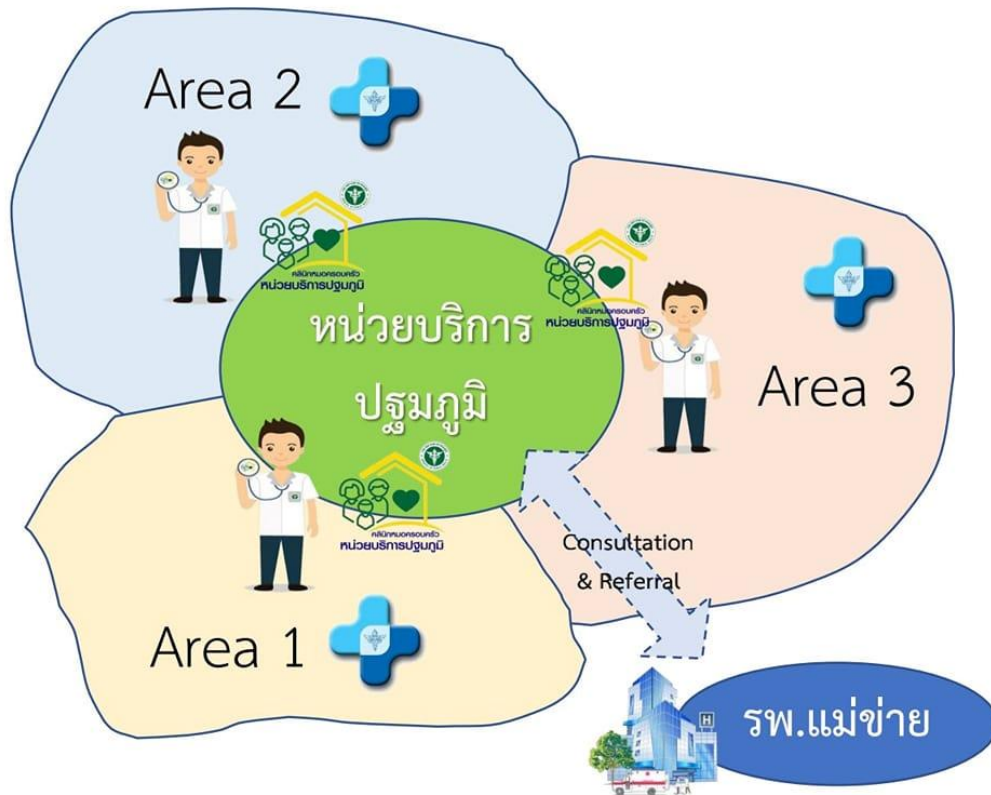 Area 2
คลินิกหมอครอบครัว
หน่วยบริการปฐมภูมิ
คลินิกหมอครอบครัว
หน่วยบริการปฐมภูมิ
หน่วยบริการ
ปฐมภูมิ
Area 3
คลินิกหมอครอบครัว
หน่วยบริการปฐมภูมิ
Consultation
& Referral
Area 1
H
รพ.แม่ข่าย